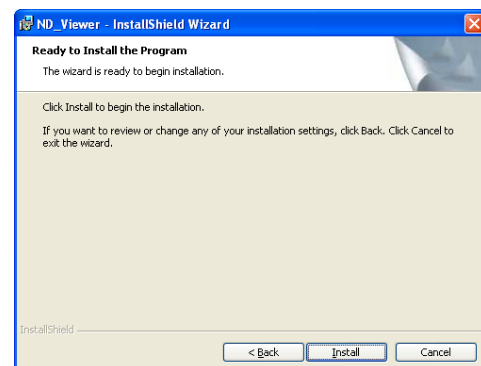 ND_Viewer - InstallShield Wizard
Ready to Install the Program
The wizard is ready to begin installation.
Click Install to begin the installation.
If you want to review or change any of your installation settings, click Back. Click Cancel to
exit the wizard.
InstallShield
< Back
Install
Cancel